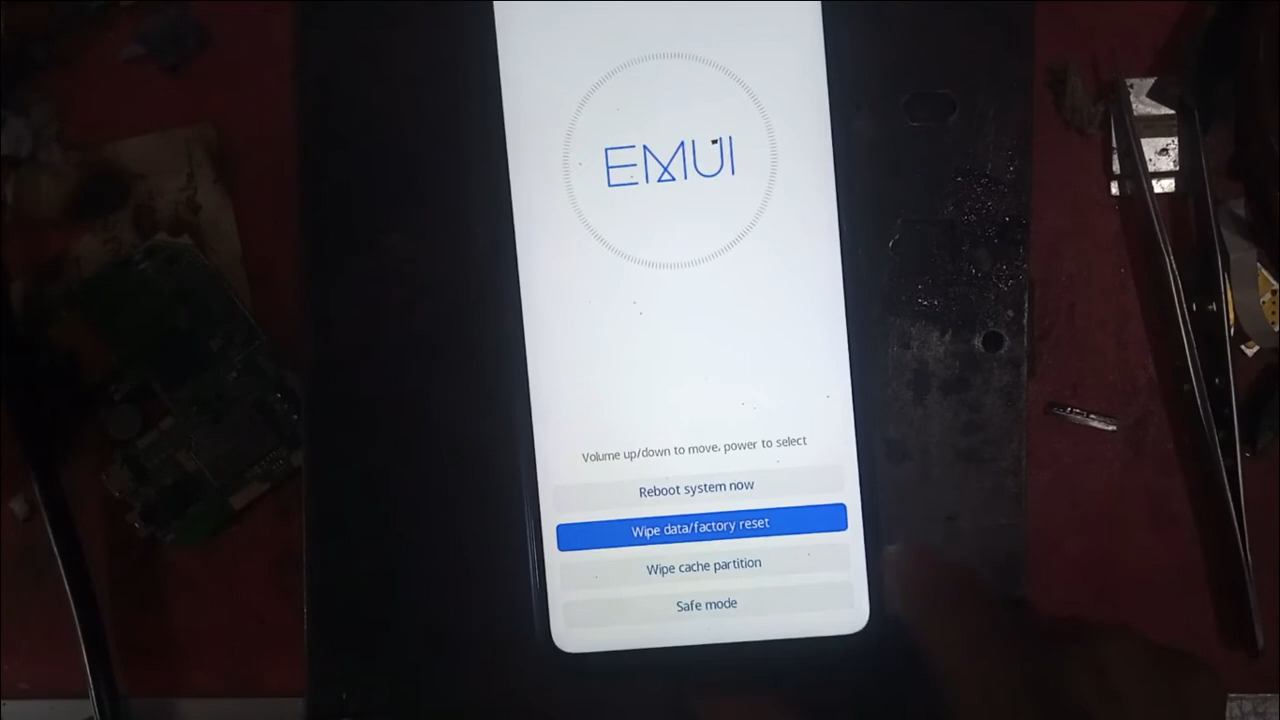 EMUI
Volume up/down to move, power to select
Reboot system now
Wipe data/factory reset
Wipe cache partition
Safe mode